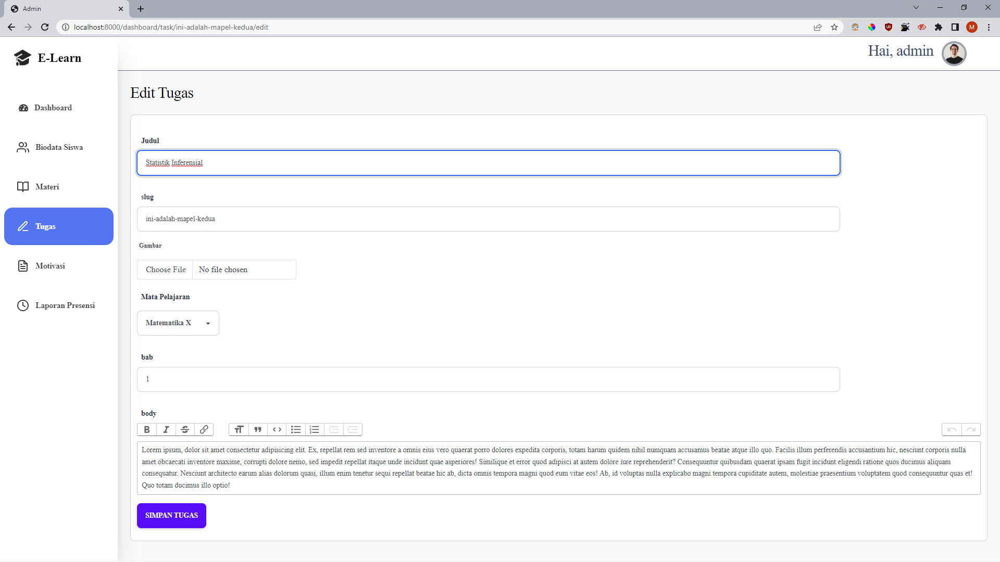 Admin
localhost:8000/dashboard/task/ini-adalah-mapel-kedua/edit
M
E-Learn
Hai, admin
Dashboard
Biodata Siswa
Materi
Tugas
Motivasi
Laporan Presensi
Edit Tugas
Judul
Statistik Inferensial
slug
ini-adalah-mapel-kedua
Gambar
Choose File No file chosen
Mata Pelajaran
Matematika X
bab
1
body
Lorem ipsum, dolor sit amet consectetur adipisicing elit. Ex, repellat rem sed inventore a omnis eius vero quaerat porro dolores expedita corporis, totam harum quidem nihil numquam accusamus beatae atque illo quo. Facilis illum perferendis accusantium hic, nesciunt corporis nulla
amet obcaecati inventore maxime, corrupti dolore nemo, sed impedit repellat itaque unde incidunt quae asperiores! Similique et error quod adipisci at autem dolore iure reprehenderit? Consequuntur quibusdam quaerat ipsam fugit incidunt eligendi ratione quos ducimus aliquam
consequatur. Nesciunt architecto earum alias dolorum quasi, illum enim tenetur sequi repellat beatae hic ab, dicta omnis tempora magni quod eum vitae eos! Ab, id voluptas nulla explicabo magni tempora cupiditate autem, molestiae praesentium voluptatem quod consequuntur quas et!
Quo totam ducimus illo optio!
SIMPAN TUGAS